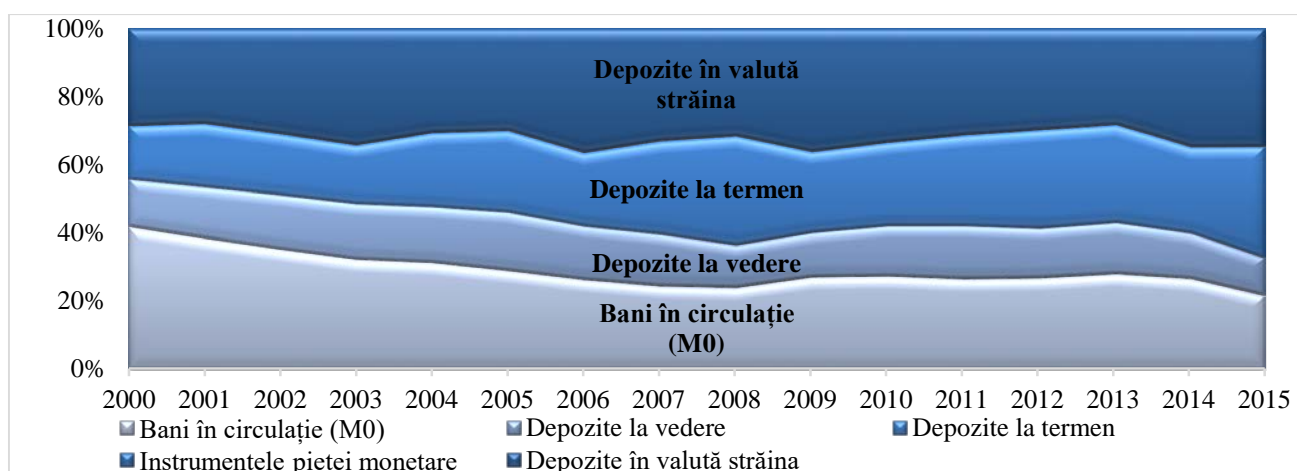 100%
80%
60%
40%
20%
0%
Depozite în valută
străina
Depozite la termen
Depozite la vedere
Bani în circulație
(M0)
2000 2001 2002 2003 2004 2005 2006 2007 2008 2009 2010 2011 2012 2013 2014 2015
Bani în circulație (M0) Depozite la vedere Depozite la termen
Instrumentele pieței monetare Depozite în valută străina